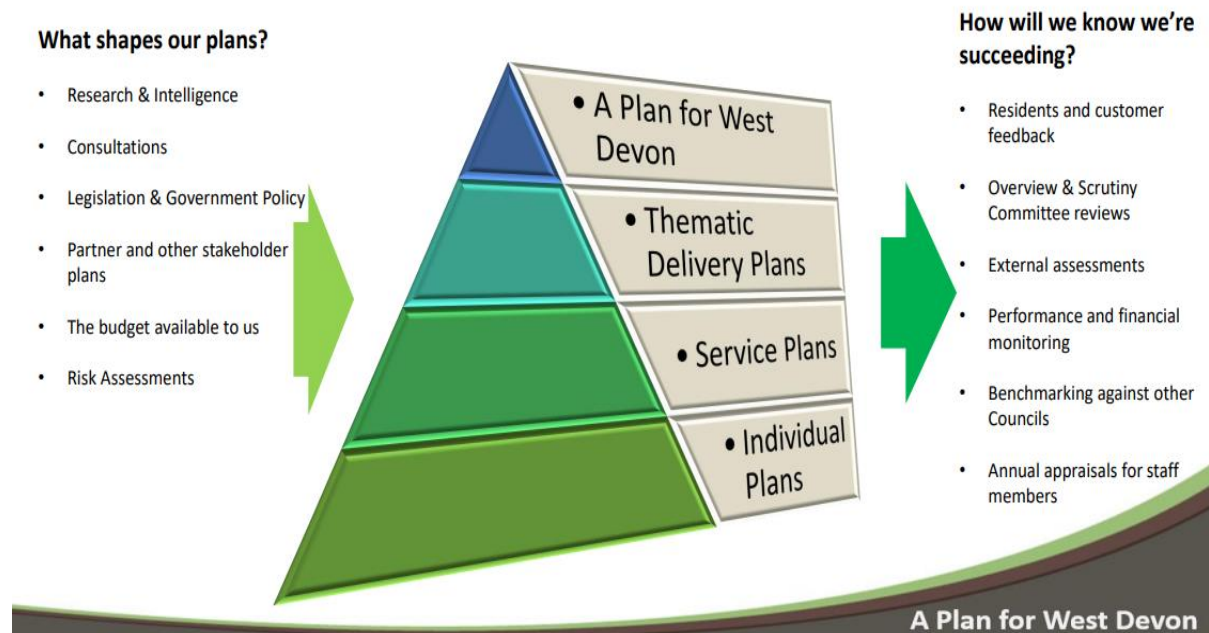 What shapes our plans?
• Research & Intelligence
• Consultations
• Legislation & Government Policy
• Partner and other stakeholder
plans
• The budget available to us
• Risk Assessments
• A Plan for West
Devon
• Thematic
Delivery Plans
• Service Plans
• Individual
Plans
How will we know we’re
succeeding?
• Residents and customer
feedback
• Overview & Scrutiny
Committee reviews
• External assessments
• Performance and financial
monitoring
• Benchmarking against other
Councils
• Annual appraisals for staff
members
A Plan for West Devon